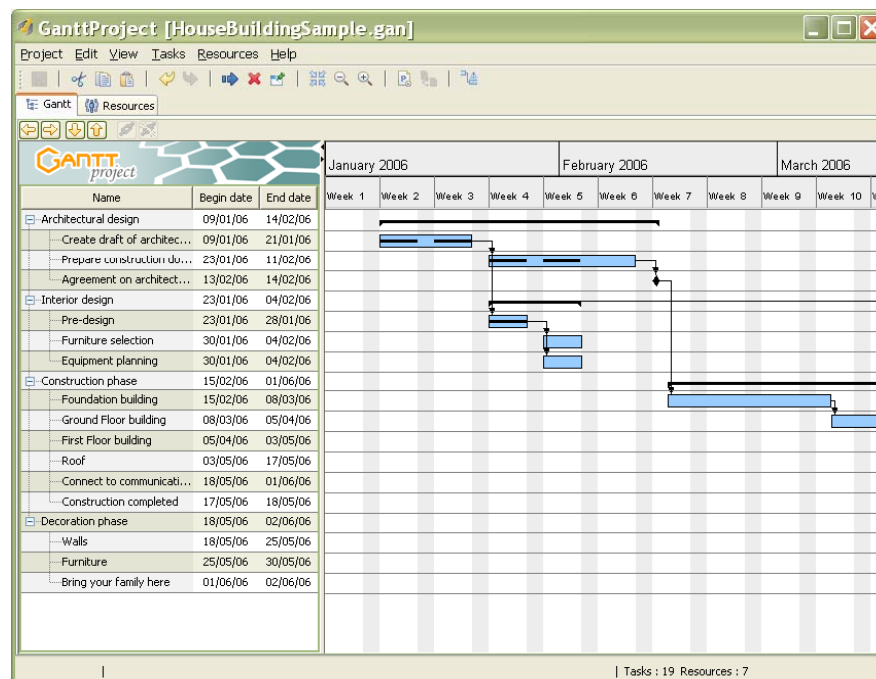 GanttProject [HouseBuildingSample.gan]
Project Edit View Tasks Resources Help
Gantt Resources
GANTT project
January 2006 February 2006 March 2006
Name Begin date End date Week 1 Week 2 Week 3 Week 4 Week 5 Week 6 Week 7 Week 8 Week 9 Week 10
Architectural design 09/01/06 14/02/06
Create draft of architec... 09/01/06 21/01/06
Prepare construction do... 23/01/06 11/02/06
Agreement on architect... 13/02/06 14/02/06
Interior design 23/01/06 04/02/06
Pre-design 23/01/06 28/01/06
Furniture selection 30/01/06 04/02/06
Equipment planning 30/01/06 04/02/06
Construction phase 15/02/06 01/06/06
Foundation building 15/02/06 08/03/06
Ground Floor building 08/03/06 05/04/06
First Floor building 05/04/06 03/05/06
Roof 03/05/06 17/05/06
Connect to communicati... 18/05/06 01/06/06
Construction completed 17/05/06 18/05/06
Decoration phase 18/05/06 02/06/06
Walls 18/05/06 25/05/06
Furniture 25/05/06 30/05/06
Bring your family here 01/06/06 02/06/06
Tasks : 19 Resources : 7